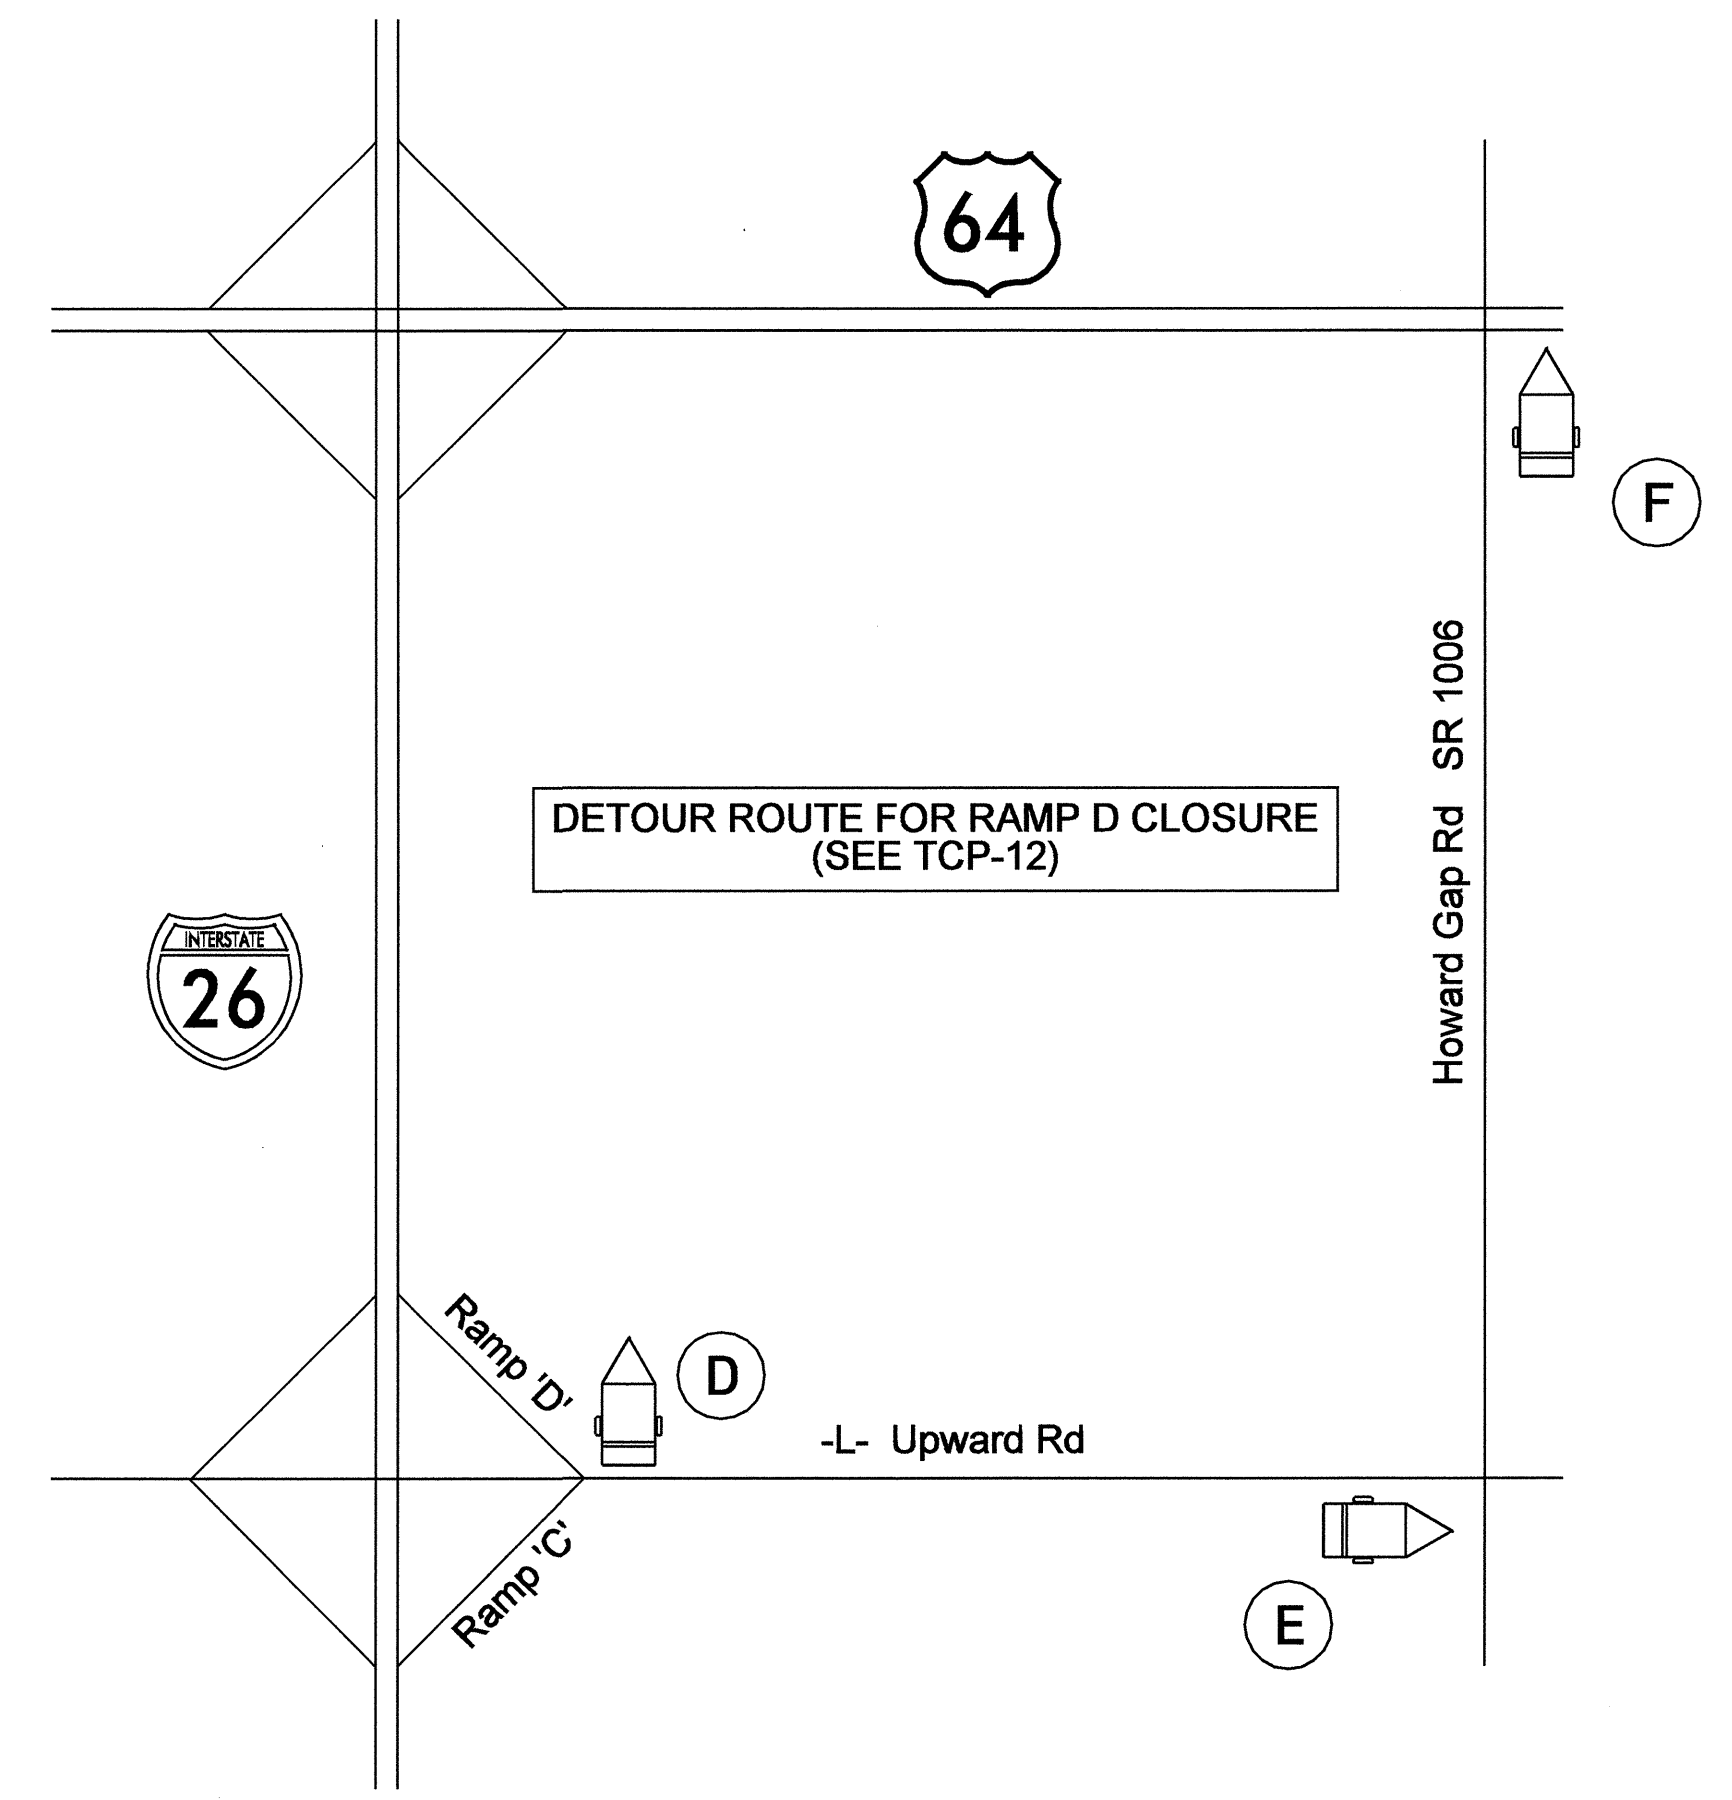 64
F
Howard Gap Rd SR 1006
DETOUR ROUTE FOR RAMP D CLOSURE
(SEE TCP-12)
INTERSTATE
26
Ramp 'D'
D
-L- Upward Rd
Ramp 'C'
E